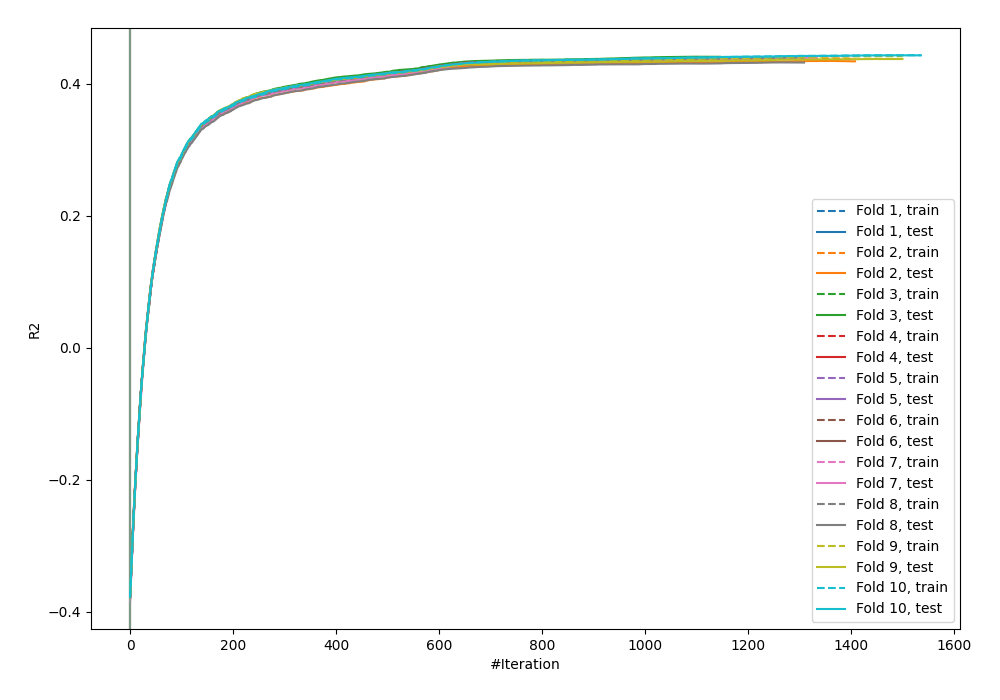 0.4
0.2
0.0
−0.2
−0.4
R2
0
200
400
600
800
1000
1200
1400
1600
#Iteration
Fold 1, train
Fold 1, test
Fold 2, train
Fold 2, test
Fold 3, train
Fold 3, test
Fold 4, train
Fold 4, test
Fold 5, train
Fold 5, test
Fold 6, train
Fold 6, test
Fold 7, train
Fold 7, test
Fold 8, train
Fold 8, test
Fold 9, train
Fold 9, test
Fold 10, train
Fold 10, test